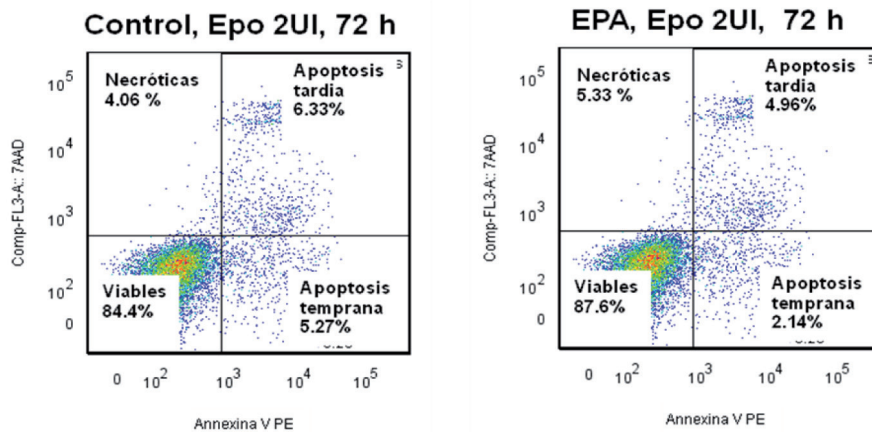 Control, Epo 2UI, 72 h
Necróticas
4.06 %
Apoptosis
tardia
6.33%
Viables
84.4%
Apoptosis
temprana
5.27%
Comp-FL3-A:: 7AAD
10^5
10^4
10^3
10^2
0
0 10^2 10^3 10^4 10^5
Annexina V PE
EPA, Epo 2UI, 72 h
Necróticas
5.33 %
Apoptosis
tardia
4.96%
Viables
87.6%
Apoptosis
temprana
2.14%
Comp-FL3-A:: 7AAD
10^5
10^4
10^3
10^2
0
0 10^2 10^3 10^4 10^5
Annexina V PE